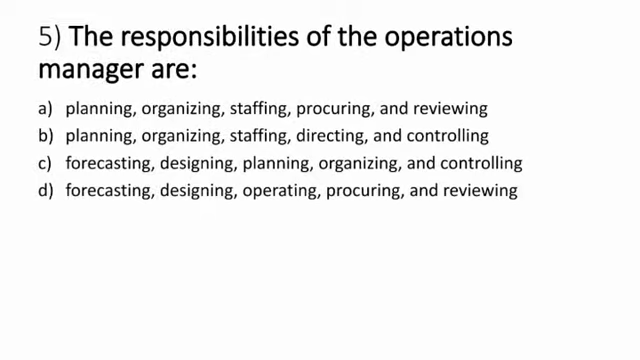 5) The responsibilities of the operations
manager are:
a) planning, organizing, staffing, procuring, and reviewing
b) planning, organizing, staffing, directing, and controlling
c) forecasting, designing, planning, organizing, and controlling
d) forecasting, designing, operating, procuring, and reviewing